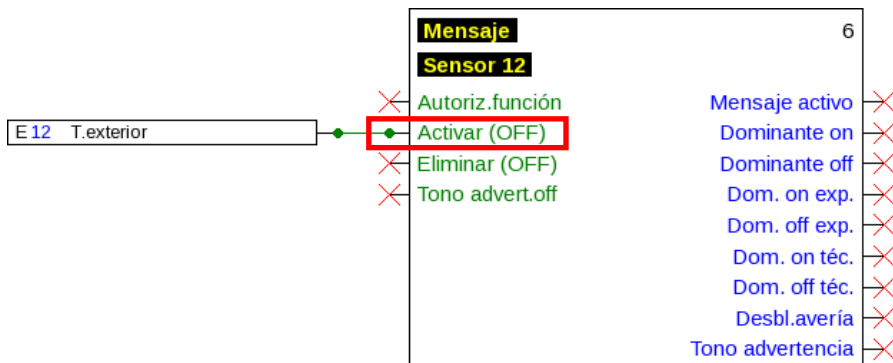 Mensaje 6
Sensor 12
Autoriz.función Mensaje activo
E 12 T.exterior Activar (OFF) Dominante on
Eliminar (OFF) Dominante off
Tono advert.off Dom. on exp.
Dom. off exp.
Dom. on téc.
Dom. off téc.
Desbl.avería
Tono advertencia